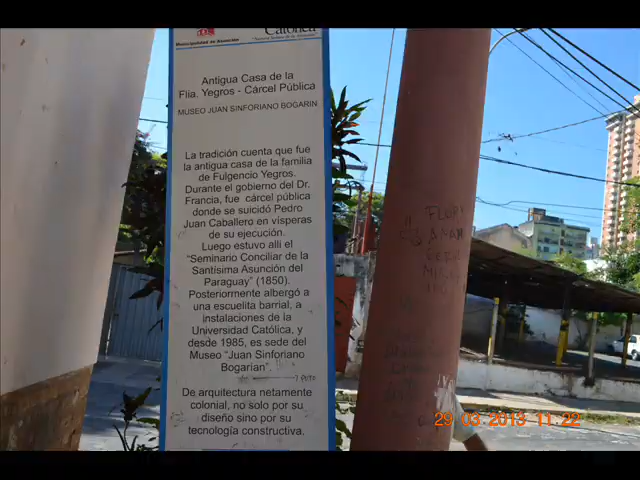 Municipalidad de Asunción
Católica
Antigua Casa de la
Flia. Yegros - Cárcel Pública
MUSEO JUAN SINFORIANO BOGARIN
La tradición cuenta que fue
la antigua casa de la familia
de Fulgencio Yegros.
Durante el gobierno del Dr.
Francia, fue cárcel pública
donde se suicidó Pedro
Juan Caballero en vísperas
de su ejecución.
Luego estuvo allí el
"Seminario Conciliar de la
Santísima Asunción del
Paraguay" (1850).
Posteriormente albergó a
una escuelita barrial, a
instalaciones de la
Universidad Católica, y
desde 1985, es sede del
Museo "Juan Sinforiano
Bogarían".
De arquitectura netamente
colonial, no solo por su
diseño sino por su
tecnología constructiva.
29 03 2013 11:22